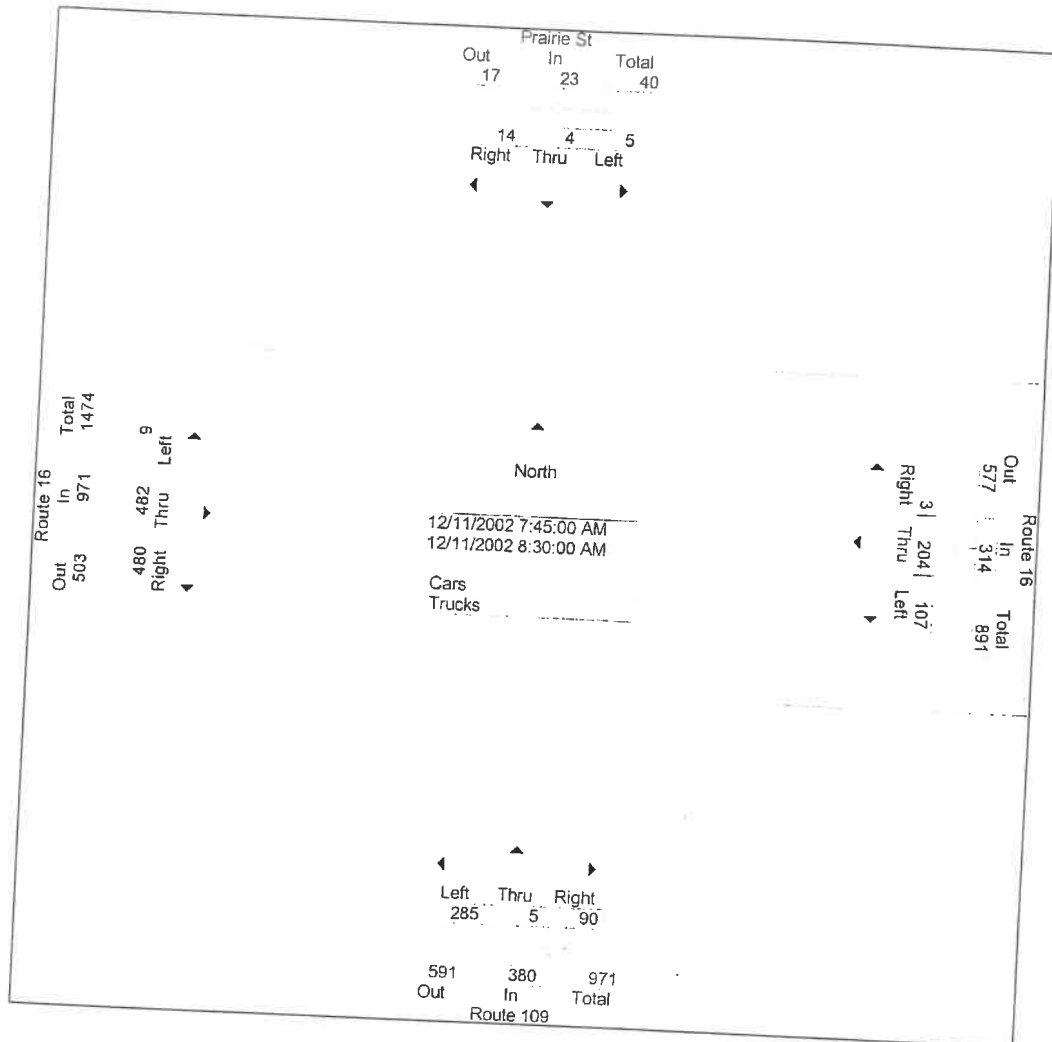 Prairie St
Out In Total
17 23 40
14 4 5
Right Thru Left
Route 16
Total In Out
1474 971 503
9 482 480
Left Thru Right
North
12/11/2002 7:45:00 AM
12/11/2002 8:30:00 AM
Cars
Trucks
Right Thru Left
3 204 107
Out In Total
577 314 891
Route 16
Left Thru Right
285 5 90
591 380 971
Out In Total
Route 109